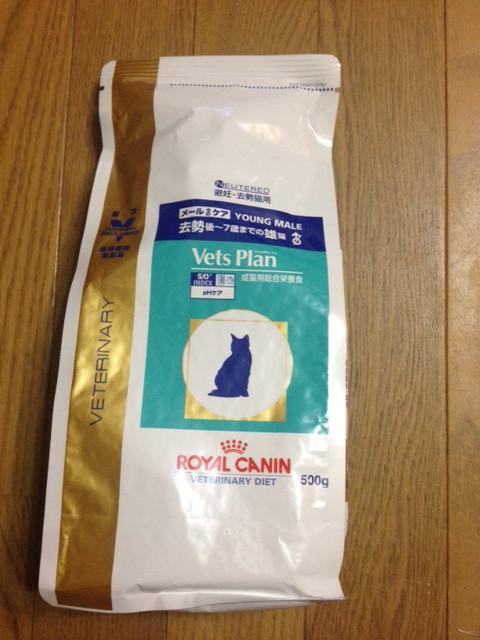 NEUTERED
避妊・去勢猫用
メールケア YOUNG MALE
去勢後〜7歳までの雄猫
Vets Plan
S/O
INDEX
pHケア
成猫用総合栄養食
VETERINARY
ROYAL CANIN
VETERINARY DIET
500g